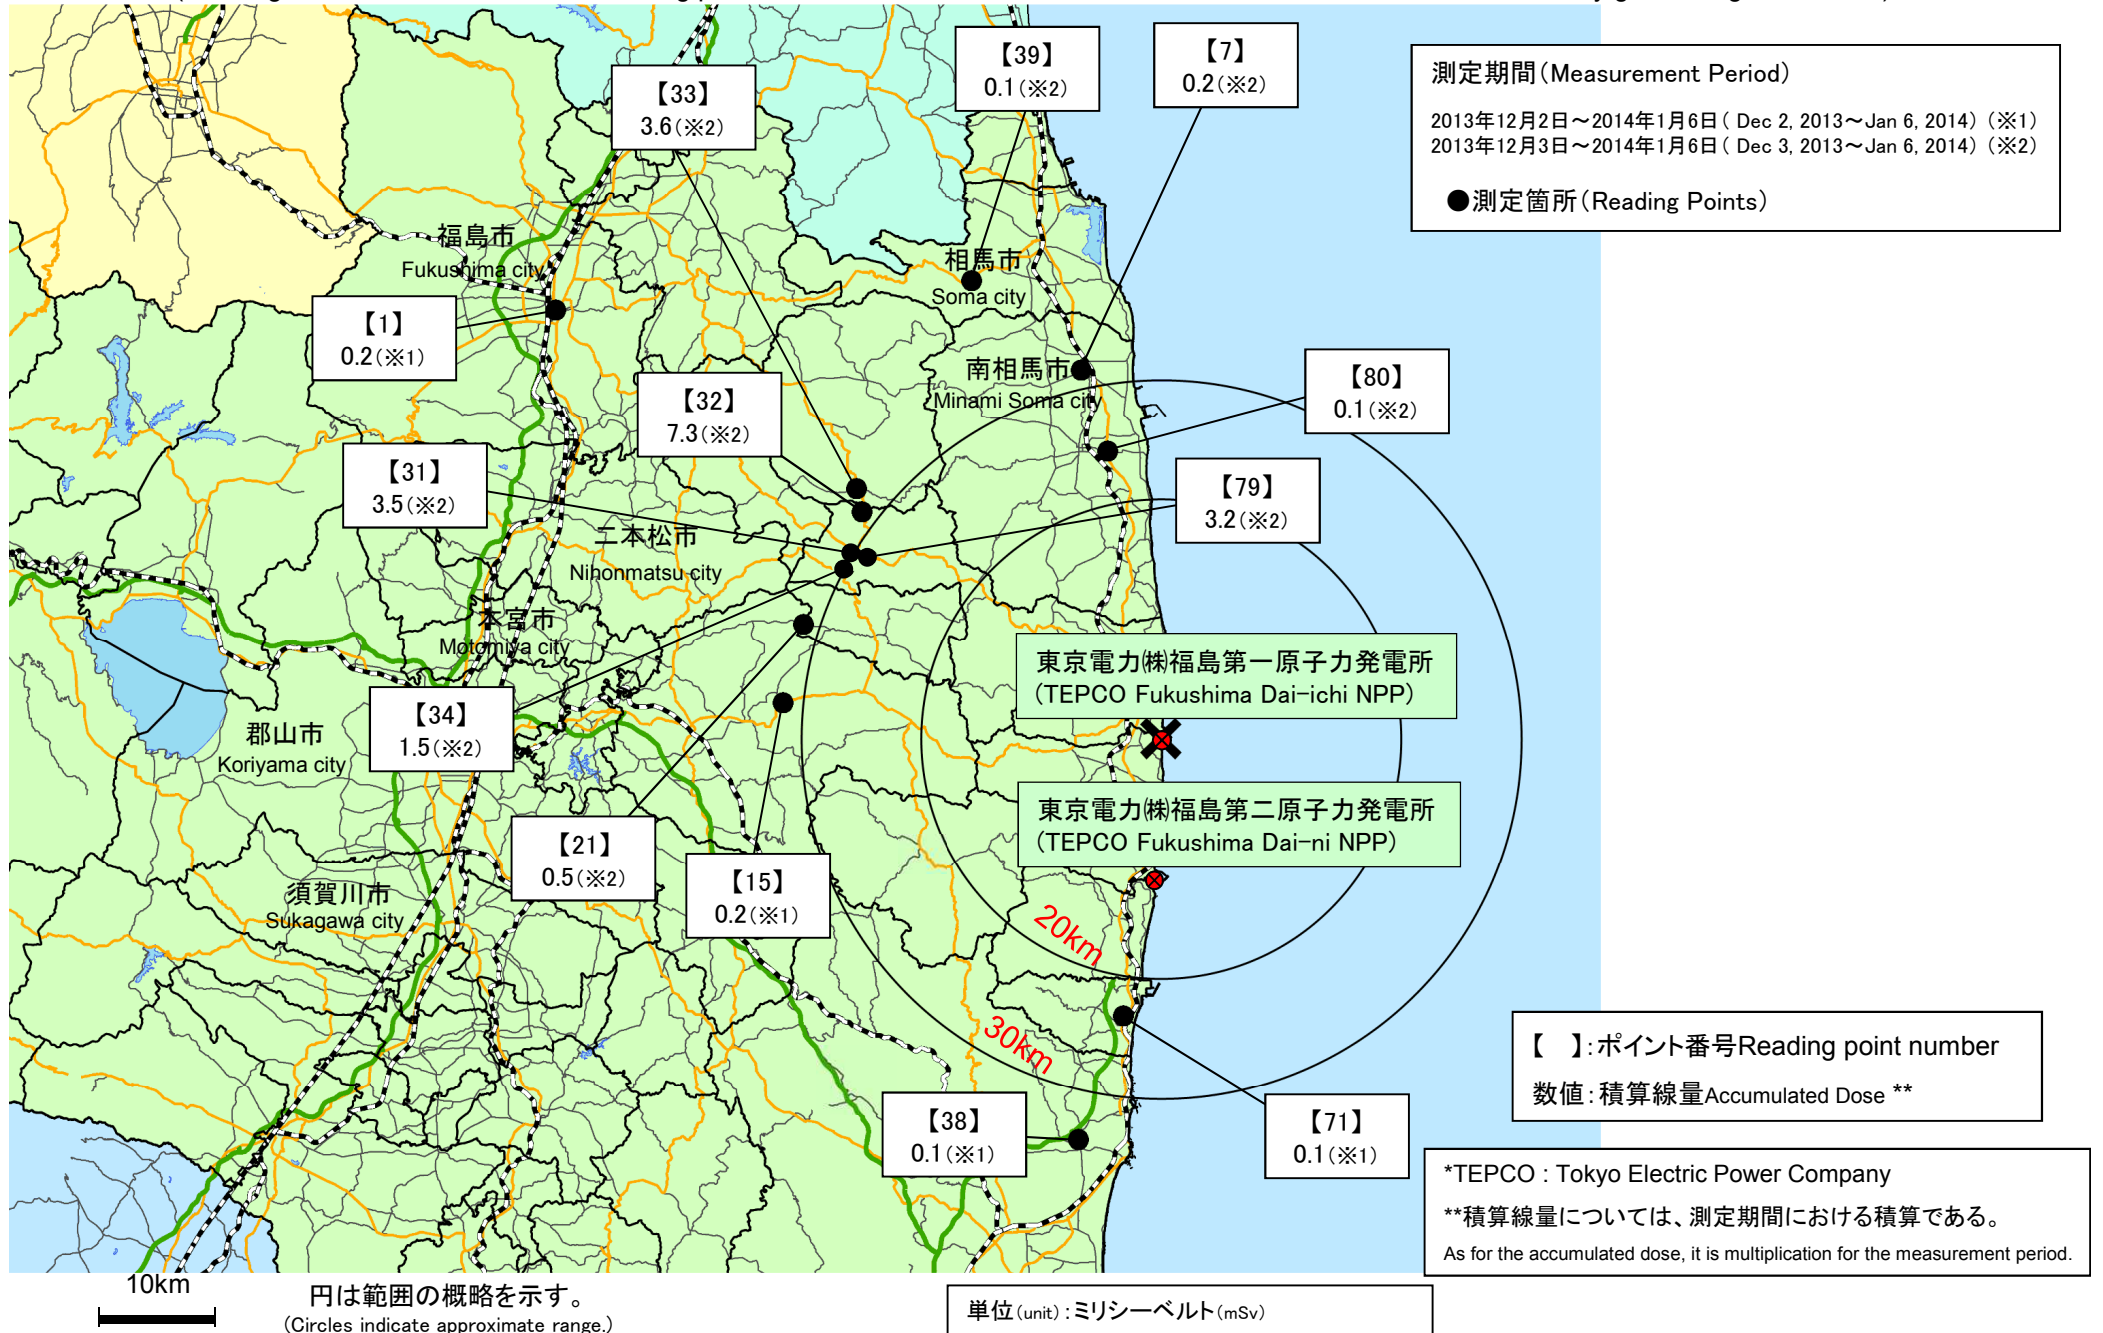 【39】
0.1(※2)
【7】
0.2(※2)
【33】
3.6(※2)
測定期間(Measurement Period)
2013年12月2日～2014年1月6日( Dec 2, 2013～Jan 6, 2014) (※1)
2013年12月3日～2014年1月6日( Dec 3, 2013～Jan 6, 2014) (※2)
●測定箇所(Reading Points)
福島市
Fukushima city
相馬市
Soma city
【1】
0.2(※1)
南相馬市
Minami Soma city
【80】
0.1(※2)
【32】
7.3(※2)
【31】
3.5(※2)
【79】
3.2(※2)
二本松市
Nihonmatsu city
本宮市
Motomiya city
東京電力㈱福島第一原子力発電所
(TEPCO Fukushima Dai-ichi NPP)
【34】
1.5(※2)
郡山市
Koriyama city
東京電力㈱福島第二原子力発電所
(TEPCO Fukushima Dai-ni NPP)
【21】
0.5(※2)
【15】
0.2(※1)
須賀川市
Sukagawa city
20km
30km
【 】:ポイント番号Reading point number
数値:積算線量Accumulated Dose **
【38】
0.1(※1)
【71】
0.1(※1)
*TEPCO : Tokyo Electric Power Company
**積算線量については、測定期間における積算である。
As for the accumulated dose, it is multiplication for the measurement period.
10km
円は範囲の概略を示す。
(Circles indicate approximate range.)
単位(unit):ミリシーベルト(mSv)